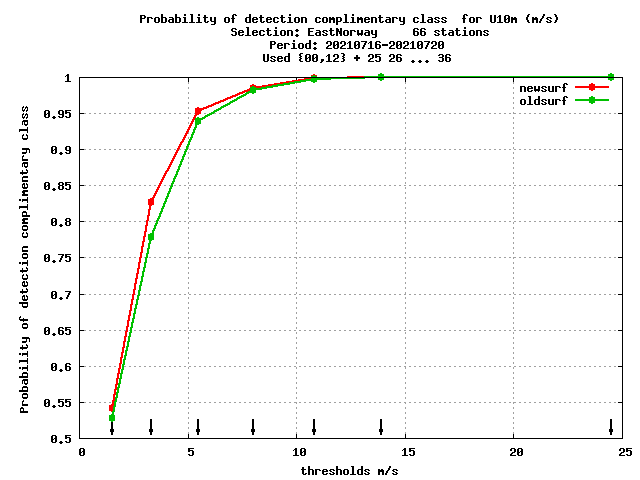 Probability of detection complimentary class  for U10m (m/s)
Selection: EastNorway     66 stations
Period: 20210716-20210720
Used {00,12} + 25 26 ... 36
newsurf
oldsurf
Probability of detection complimentary class
1
0.95
0.9
0.85
0.8
0.75
0.7
0.65
0.6
0.55
0.5
0 5 10 15 20 25
thresholds m/s